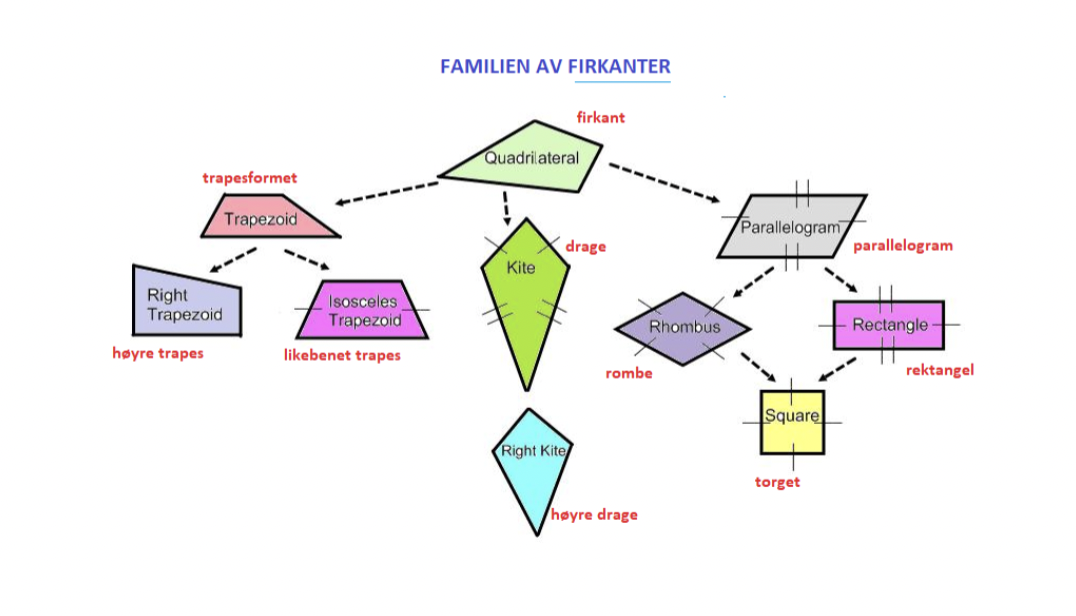 FAMILIEN AV FIRKANTER
firkant
Quadrilateral
trapesformet
Trapezoid
Parallelogram
parallelogram
drage
Kite
Right
Trapezoid
høyre trapes
Isosceles
Trapezoid
likebenet trapes
Rhombus
rombe
Rectangle
rektangel
Square
torget
Right Kite
høyre drage